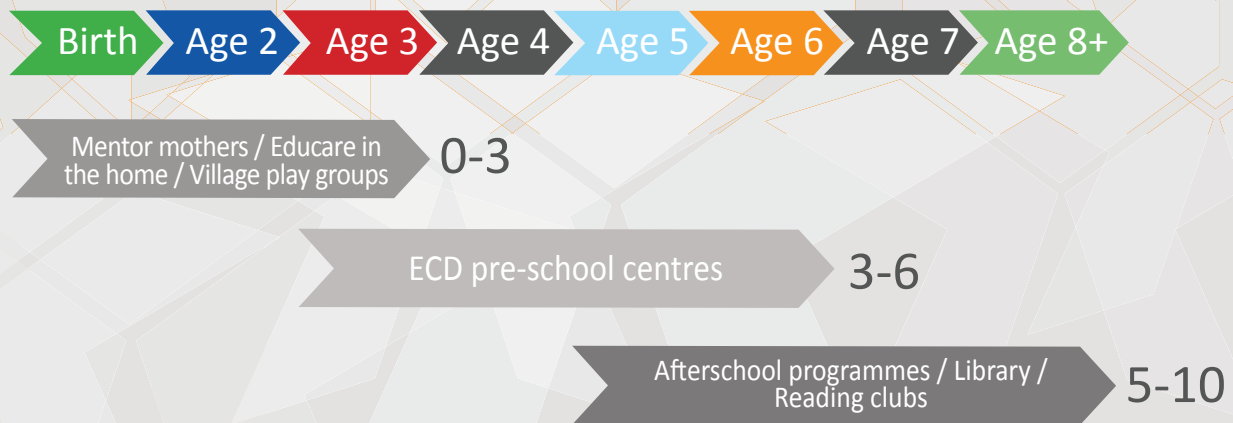 Birth Age 2 Age 3 Age 4 Age 5 Age 6 Age 7 Age 8+
Mentor mothers / Educare in
the home / Village play groups
0-3
ECD pre-school centres
3-6
Afterschool programmes / Library /
Reading clubs
5-10